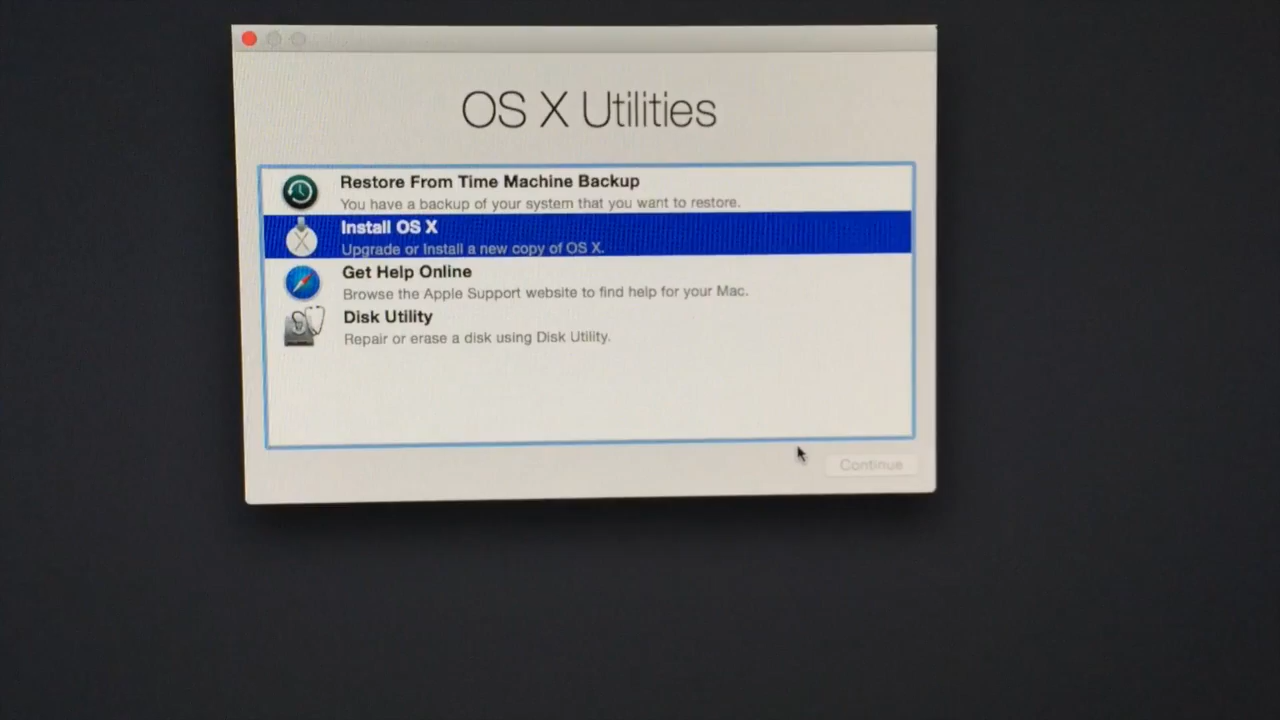 OS X Utilities
Restore From Time Machine Backup
You have a backup of your system that you want to restore.
Install OS X
Upgrade or Install a new copy of OS X.
Get Help Online
Browse the Apple Support website to find help for your Mac.
Disk Utility
Repair or erase a disk using Disk Utility.
Continue